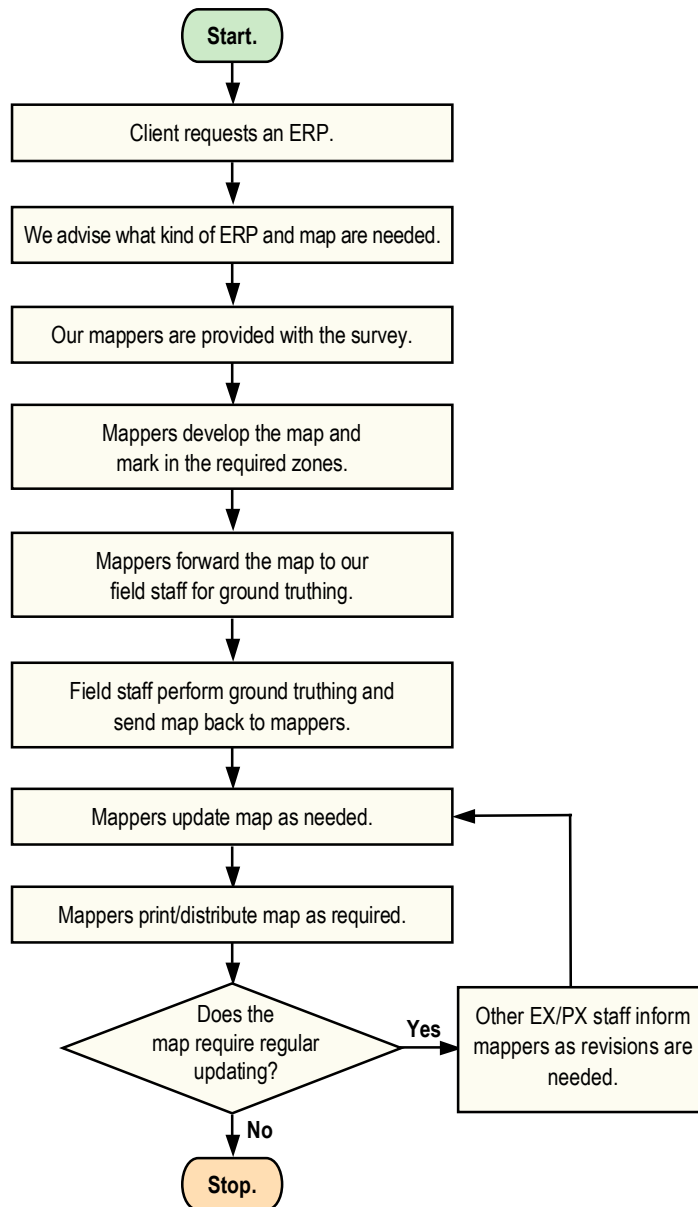 Start.
Client requests an ERP.
We advise what kind of ERP and map are needed.
Our mappers are provided with the survey.
Mappers develop the map and
mark in the required zones.
Mappers forward the map to our
field staff for ground truthing.
Field staff perform ground truthing and
send map back to mappers.
Mappers update map as needed.
Mappers print/distribute map as required.
Does the
map require regular
updating?
Yes
Other EX/PX staff inform
mappers as revisions are
needed.
No
Stop.